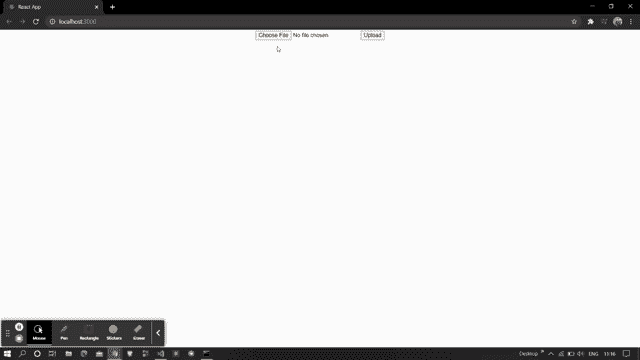 React App
localhost:3000
Choose File No file chosen Upload
Mouse Pen Rectangle Stickers Eraser
Desktop ENG 11:16